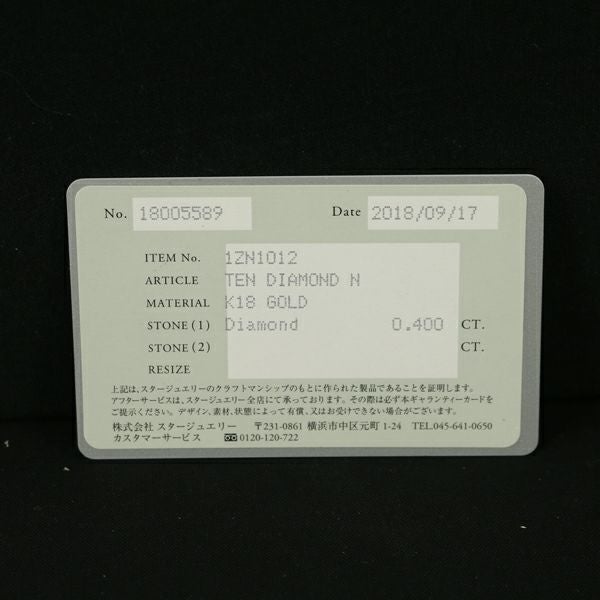 No. 18005589 Date 2018/09/17
ITEM No. 1ZN1012
ARTICLE TEN DIAMOND N
MATERIAL K18 GOLD
STONE (1) Diamond 0.400 CT.
STONE (2) CT.
RESIZE
上記は、スタージュエリーのクラフトマンシップのもとに作られた製品であることを証明します。
アフターサービスは、スタージュエリー全店にて承っております。その際は必ず本ギャランティーカードを
ご提示ください。デザイン、素材、状態によって有償、又はお受けできない場合がございます。
株式会社 スタージュエリー 〒231-0861 横浜市中区元町 1-24 TEL.045-641-0650
カスタマーサービス 0120-120-722